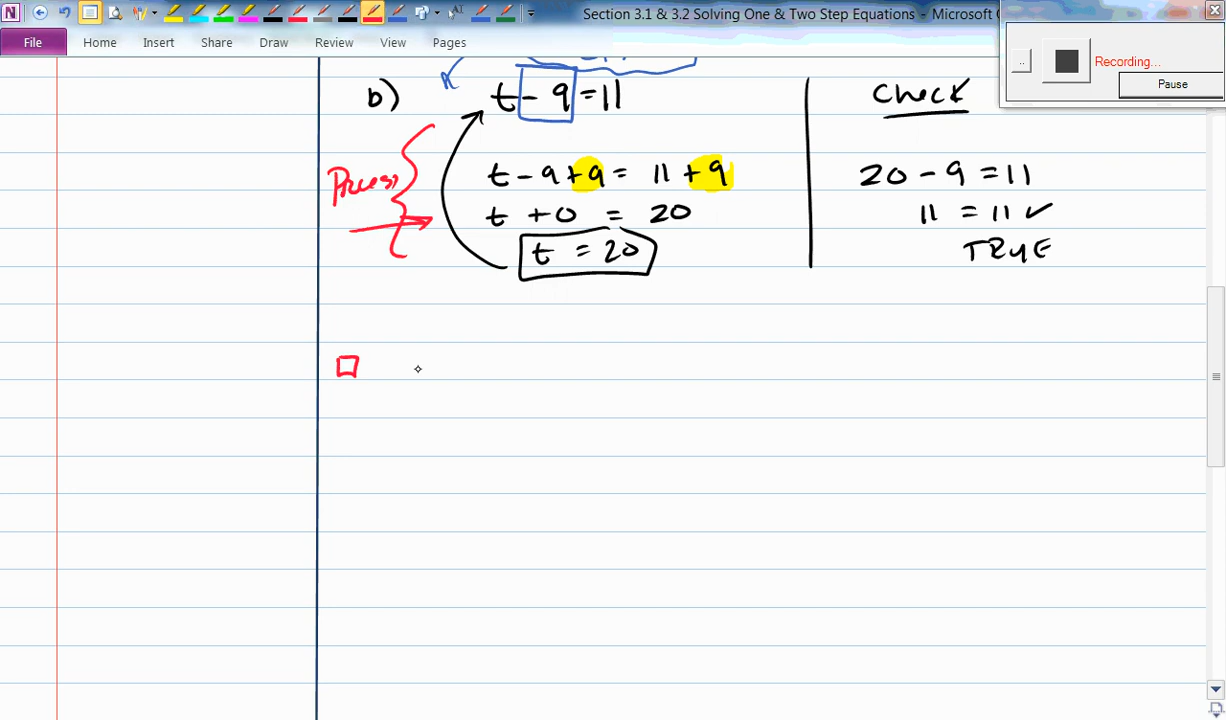 Section 3.1 & 3.2 Solving One & Two Step Equations - Microsoft
File Home Insert Share Draw Review View Pages
Recording...
Pause
b) t - 9 = 11
Check
Process
t - 9 + 9 = 11 + 9
t + 0 = 20
t = 20
20 - 9 = 11
11 = 11 ✓
TRUE